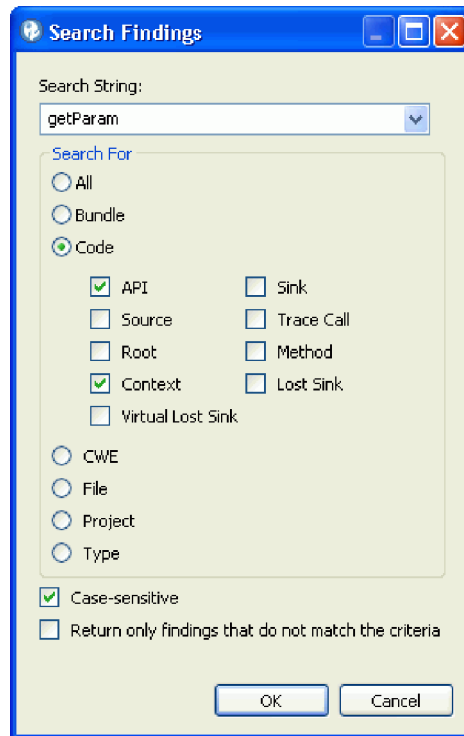 Search Findings
Search String:
getParam
Search For
All
Bundle
Code
API Sink
Source Trace Call
Root Method
Context Lost Sink
Virtual Lost Sink
CWE
File
Project
Type
Case-sensitive
Return only findings that do not match the criteria
OK Cancel